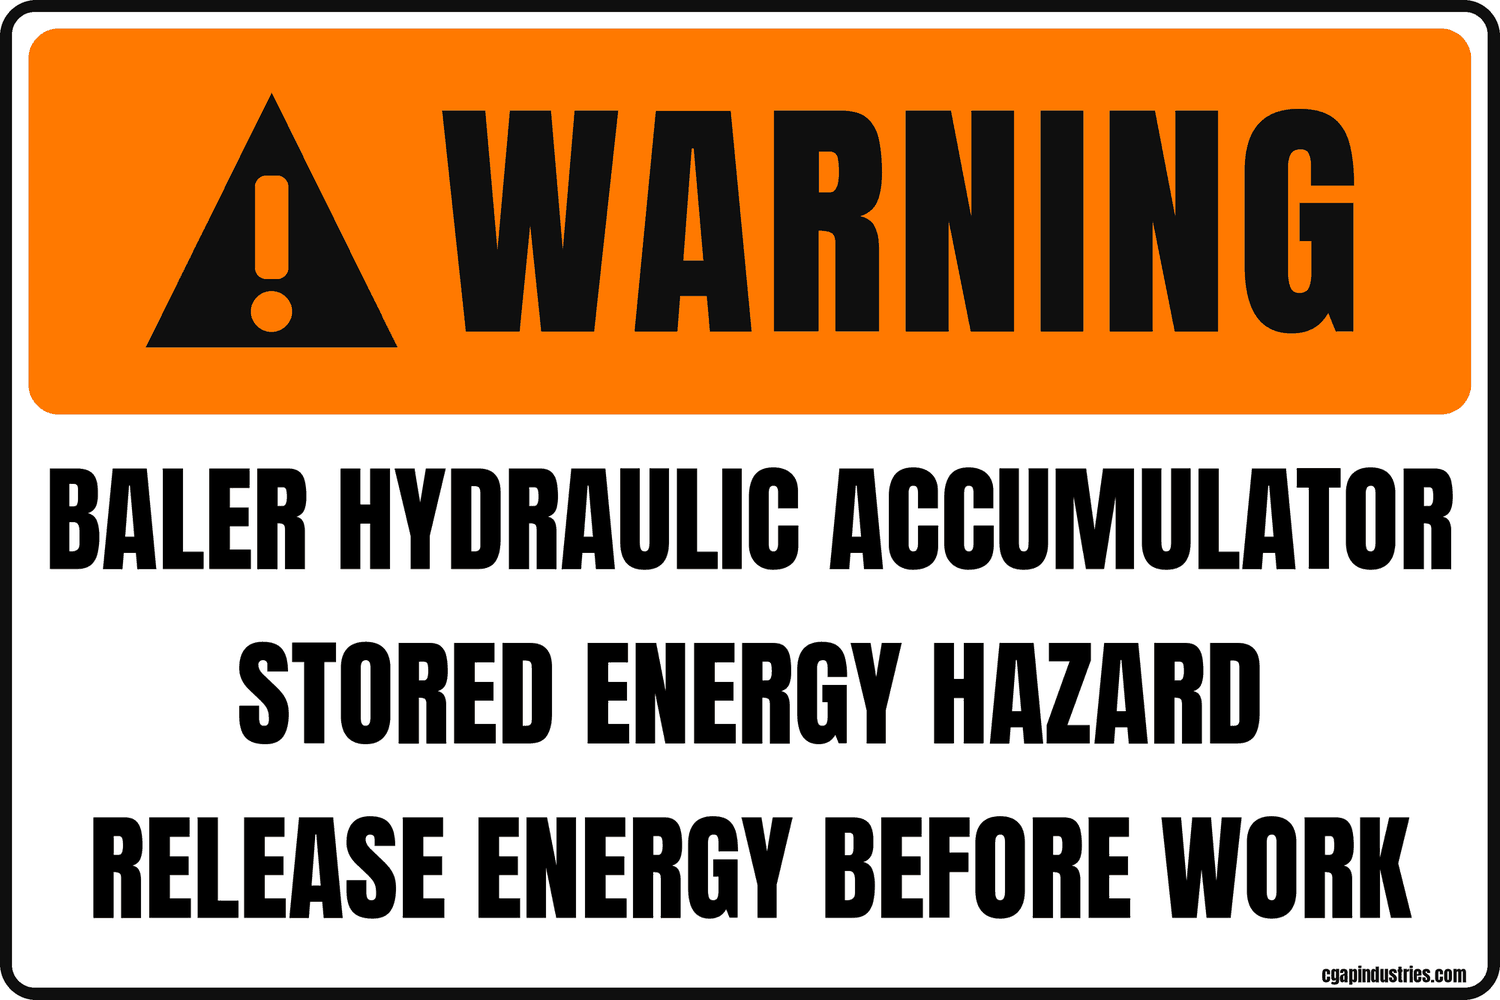 WARNING
BALER HYDRAULIC ACCUMULATOR
STORED ENERGY HAZARD
RELEASE ENERGY BEFORE WORK
cgapindustries.com